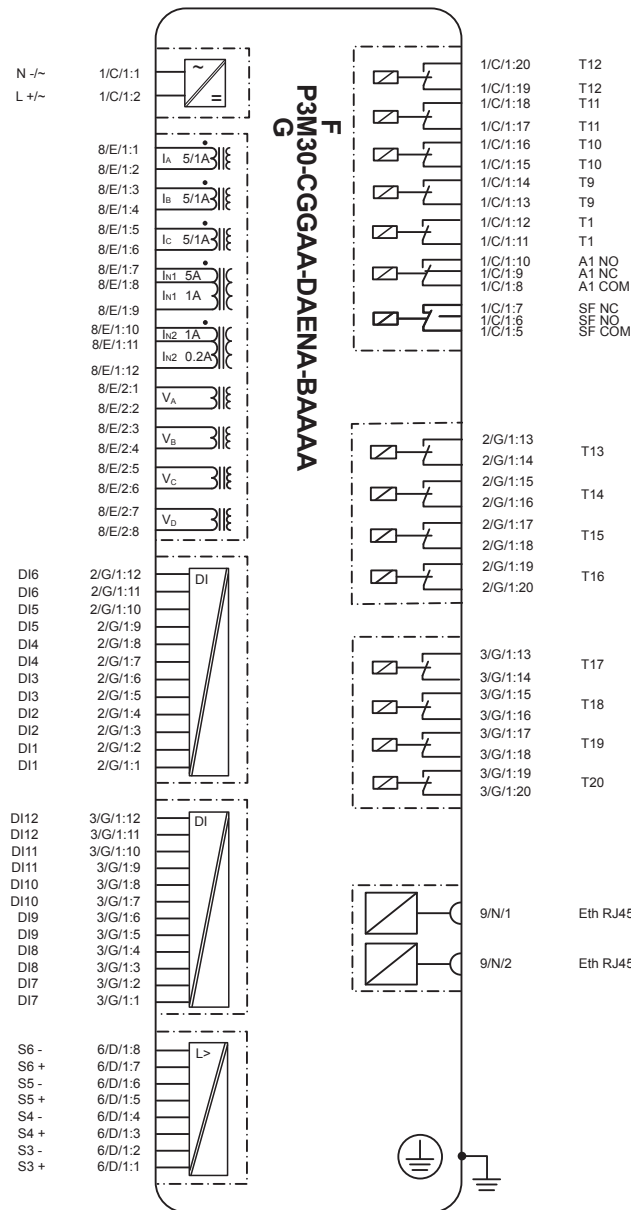 N -/~ 1/C/1:1
L +/~ 1/C/1:2
~
=
8/E/1:1
8/E/1:2
IA 5/1A
8/E/1:3
8/E/1:4
IB 5/1A
8/E/1:5
8/E/1:6
IC 5/1A
8/E/1:7
8/E/1:8
8/E/1:9
IN1 5A
IN1 1A
8/E/1:10
8/E/1:11
8/E/1:12
IN2 1A
IN2 0.2A
8/E/2:1
8/E/2:2
VA
8/E/2:3
8/E/2:4
VB
8/E/2:5
8/E/2:6
VC
8/E/2:7
8/E/2:8
VD
DI6 2/G/1:12
DI6 2/G/1:11
DI5 2/G/1:10
DI5 2/G/1:9
DI4 2/G/1:8
DI4 2/G/1:7
DI3 2/G/1:6
DI3 2/G/1:5
DI2 2/G/1:4
DI2 2/G/1:3
DI1 2/G/1:2
DI1 2/G/1:1
DI
DI12 3/G/1:12
DI12 3/G/1:11
DI11 3/G/1:10
DI11 3/G/1:9
DI10 3/G/1:8
DI10 3/G/1:7
DI9 3/G/1:6
DI9 3/G/1:5
DI8 3/G/1:4
DI8 3/G/1:3
DI7 3/G/1:2
DI7 3/G/1:1
DI
S6 - 6/D/1:8
S6 + 6/D/1:7
S5 - 6/D/1:6
S5 + 6/D/1:5
S4 - 6/D/1:4
S4 + 6/D/1:3
S3 - 6/D/1:2
S3 + 6/D/1:1
L>
F
P3M30-CGGAA-DAENA-BAAAA
G
1/C/1:20 T12
1/C/1:19 T12
1/C/1:18 T11
1/C/1:17 T11
1/C/1:16 T10
1/C/1:15 T10
1/C/1:14 T9
1/C/1:13 T9
1/C/1:12 T1
1/C/1:11 T1
1/C/1:10 A1 NO
1/C/1:9 A1 NC
1/C/1:8 A1 COM
1/C/1:7 SF NC
1/C/1:6 SF NO
1/C/1:5 SF COM
2/G/1:13
2/G/1:14
T13
2/G/1:15
2/G/1:16
T14
2/G/1:17
2/G/1:18
T15
2/G/1:19
2/G/1:20
T16
3/G/1:13
3/G/1:14
T17
3/G/1:15
3/G/1:16
T18
3/G/1:17
3/G/1:18
T19
3/G/1:19
3/G/1:20
T20
9/N/1 Eth RJ45
9/N/2 Eth RJ45